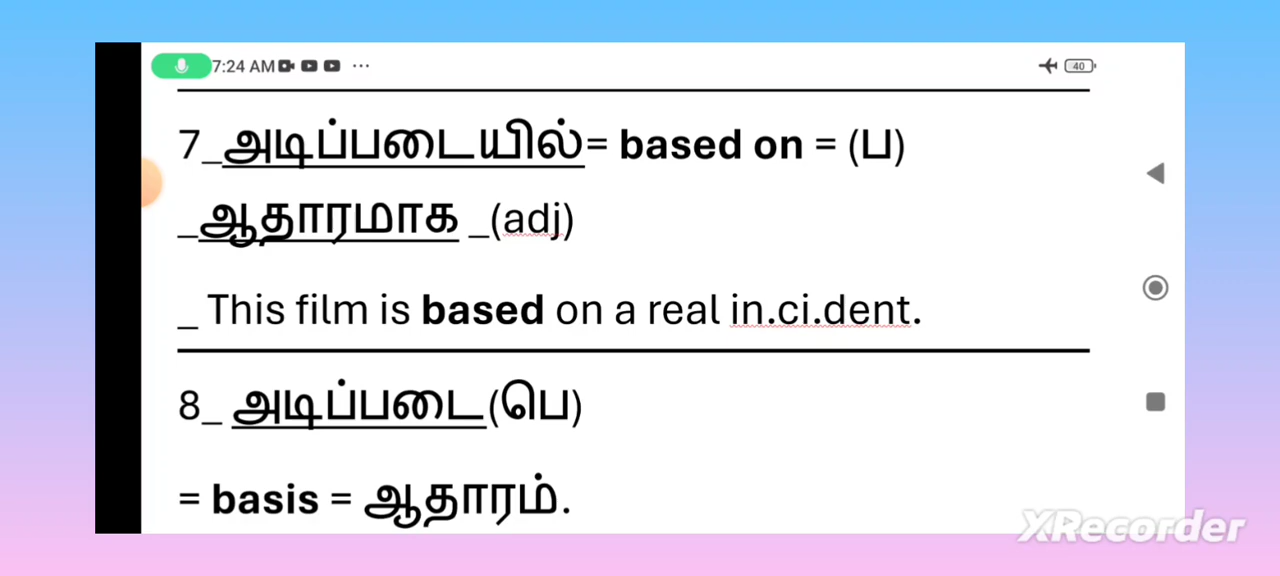 7:24 AM ...
40
7_அடிப்படையில்= based on = (ப)
_ஆதாரமாக _(adj)
_ This film is based on a real in.ci.dent.
8_ அடிப்படை(பெ)
= basis = ஆதாரம்.
XRecorder